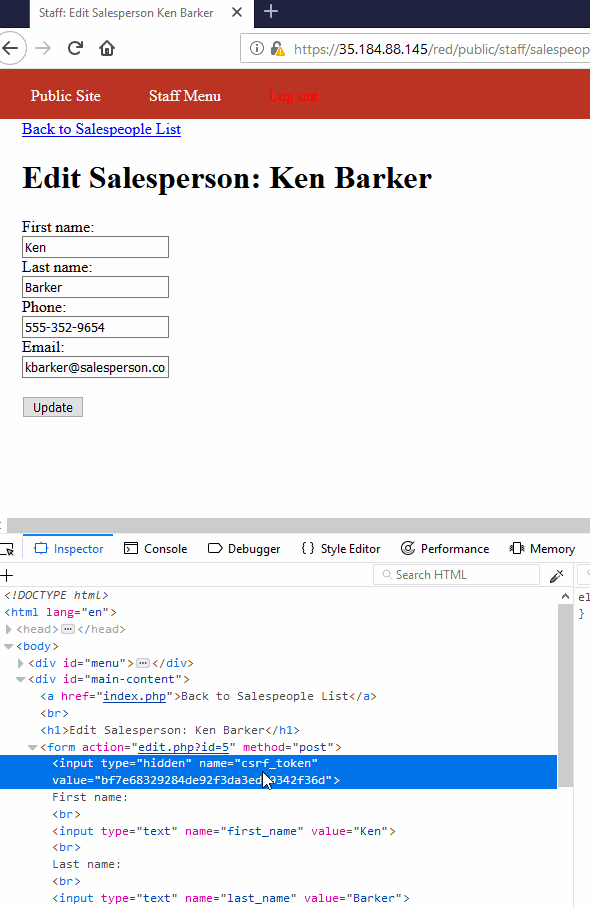 Staff: Edit Salesperson Ken Barker
https://35.184.88.145/red/public/staff/salespeop
Public Site Staff Menu Log out
Back to Salespeople List
Edit Salesperson: Ken Barker
First name:
Ken
Last name:
Barker
Phone:
555-352-9654
Email:
kbarker@salesperson.co
Update
Inspector Console Debugger { } Style Editor Performance Memory
+ Search HTML
<!DOCTYPE html>
<html lang="en">
<head> ••• </head>
<body>
<div id="menu"> ••• </div>
<div id="main-content">
<a href="index.php">Back to Salespeople List</a>
<br>
<h1>Edit Salesperson: Ken Barker</h1>
<form action="edit.php?id=5" method="post">
<input type="hidden" name="csrf_token"
First name:
<br>
<input type="text" name="first_name" value="Ken">
<br>
Last name:
<br>
<input type="text" name="last_name" value="Barker">
el
}